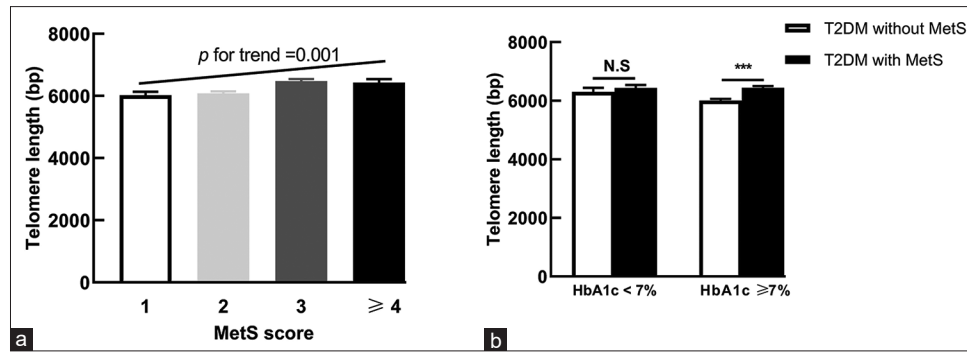 8000
6000
4000
2000
0
Telomere length (bp)
p for trend =0.001
1 2 3 ≥ 4
MetS score
a
T2DM without MetS
T2DM with MetS
8000
6000
4000
2000
0
Telomere length (bp)
N.S ***
HbA1c < 7% HbA1c ≥7%
b